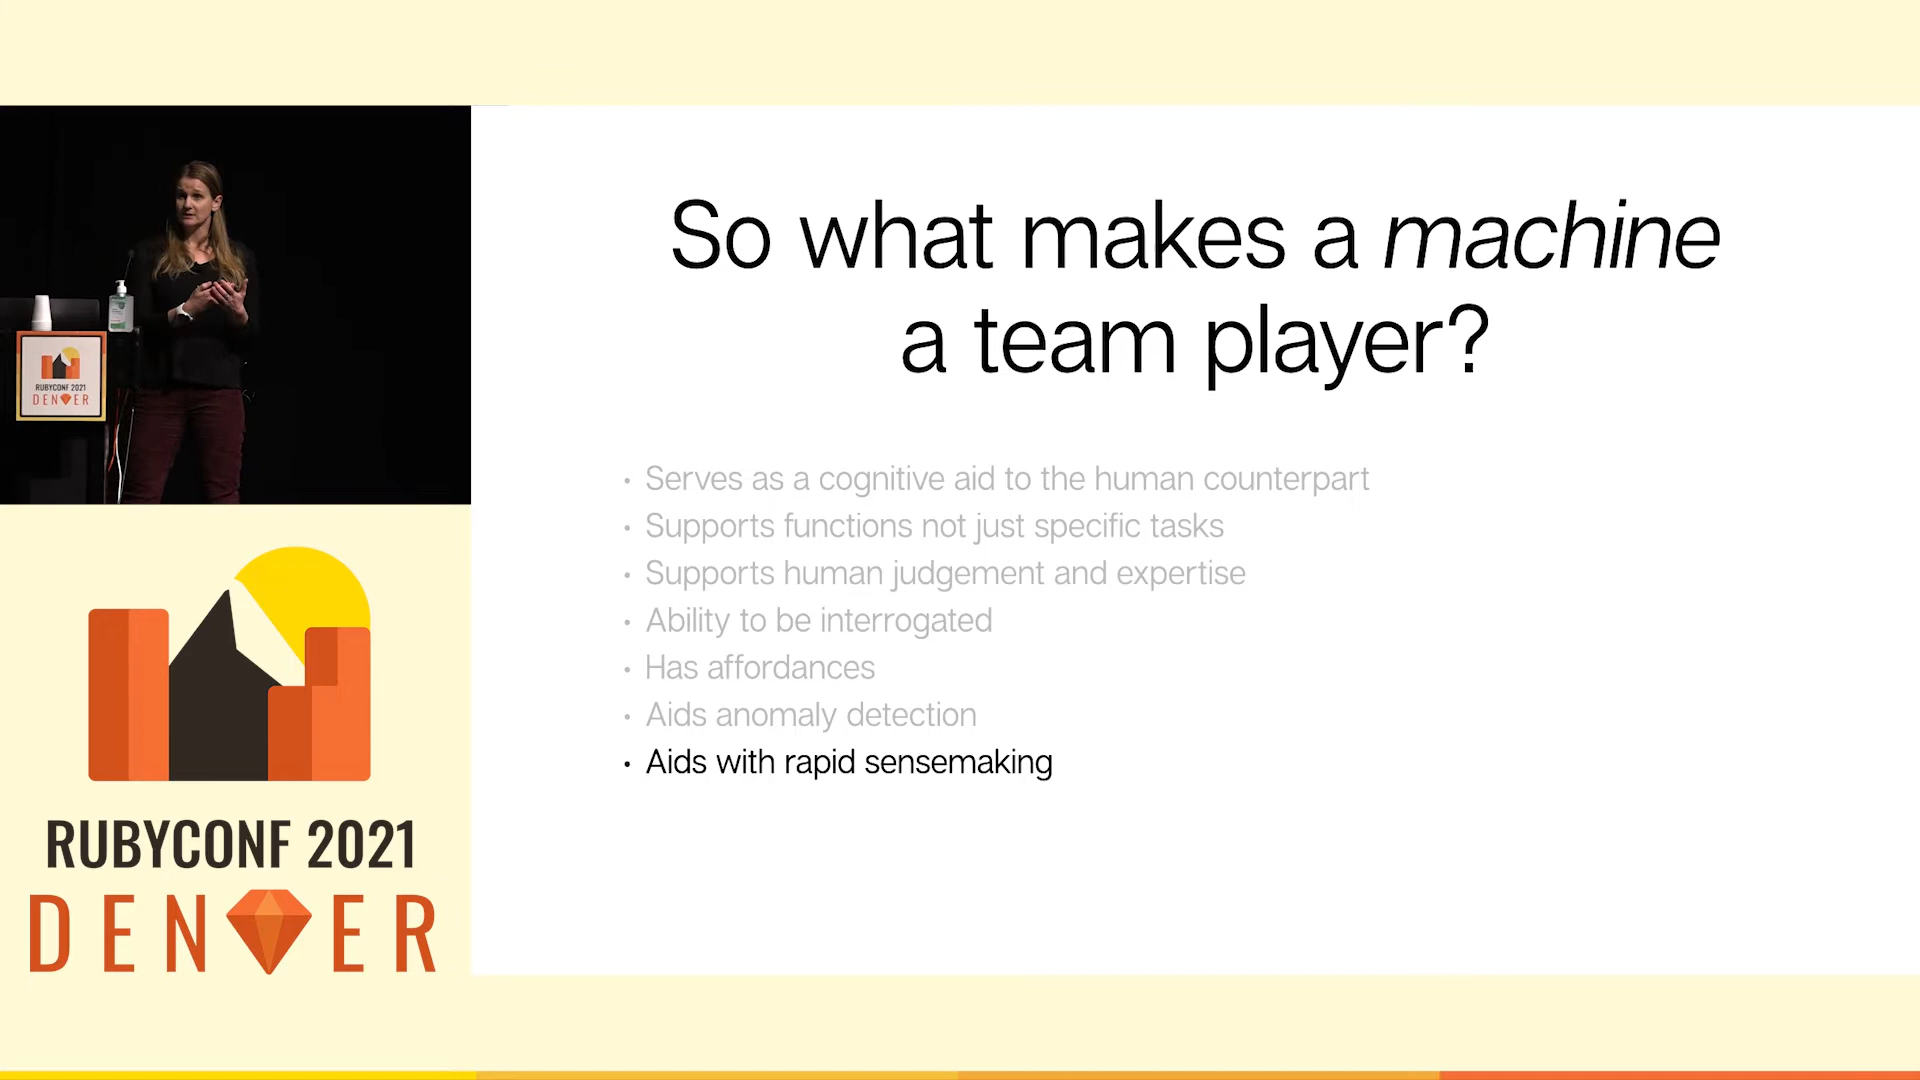 So what makes a machine
a team player?
• Serves as a cognitive aid to the human counterpart
• Supports functions not just specific tasks
• Supports human judgement and expertise
• Ability to be interrogated
• Has affordances
• Aids anomaly detection
• Aids with rapid sensemaking
RUBYCONF 2021
DENVER
RUBYCONF 2021
DENVER